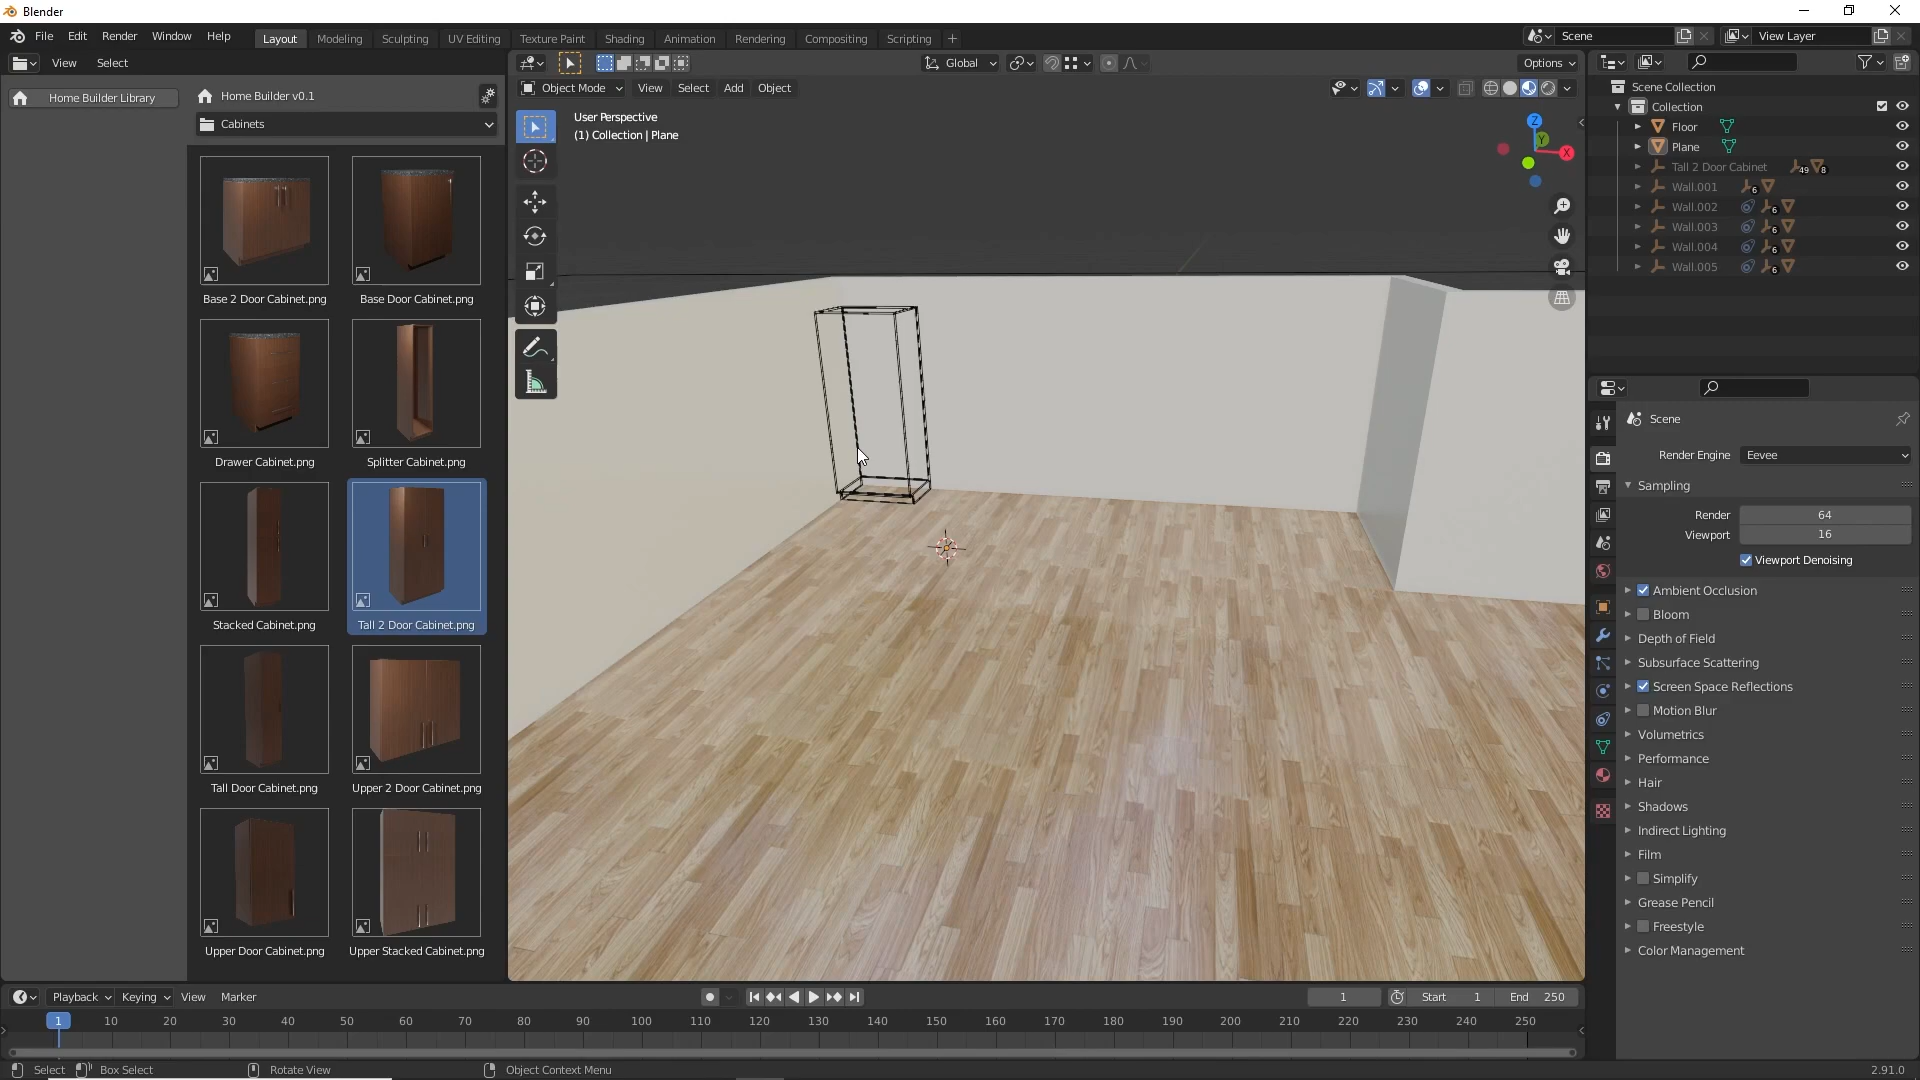 Blender
File Edit Render Window Help
Layout Modeling Sculpting UV Editing Texture Paint Shading Animation Rendering Compositing Scripting +
Scene
View Layer
View Select
Global
Options
Home Builder Library
Home Builder v0.1
Cabinets
Object Mode View Select Add Object
User Perspective
(1) Collection | Plane
Z
Y
X
Base 2 Door Cabinet.png
Base Door Cabinet.png
Drawer Cabinet.png
Splitter Cabinet.png
Stacked Cabinet.png
Tall 2 Door Cabinet.png
Tall Door Cabinet.png
Upper 2 Door Cabinet.png
Upper Door Cabinet.png
Upper Stacked Cabinet.png
Scene Collection
Collection
Floor
Plane
Tall 2 Door Cabinet 49 8
Wall.001 6
Wall.002 6
Wall.003 6
Wall.004 6
Wall.005 6
Scene
Render Engine Eevee
Sampling
Render 64
Viewport 16
Viewport Denoising
Ambient Occlusion
Bloom
Depth of Field
Subsurface Scattering
Screen Space Reflections
Motion Blur
Volumetrics
Performance
Hair
Shadows
Indirect Lighting
Film
Simplify
Grease Pencil
Freestyle
Color Management
Playback Keying View Marker
1 Start 1 End 250
1 10 20 30 40 50 60 70 80 90 100 110 120 130 140 150 160 170 180 190 200 210 220 230 240 250
Select Box Select Rotate View Object Context Menu 2.91.0